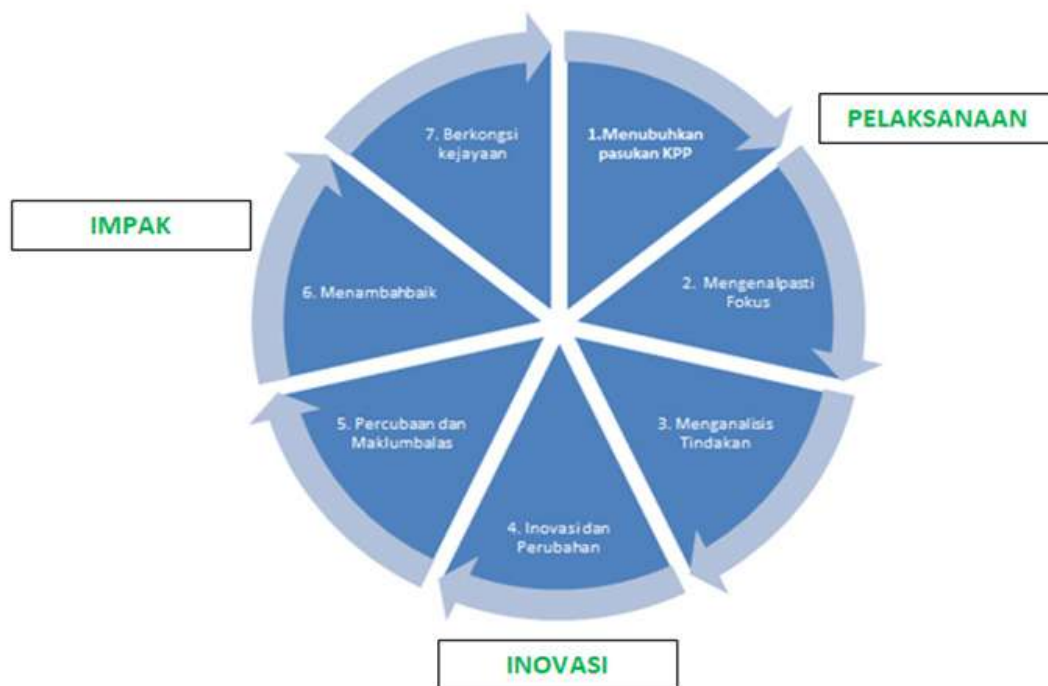 7. Berkongsi
kejayaan
1.Menubuhkan
pasukan KPP
PELAKSANAAN
IMPAK
6. Menambahbaik
2. Mengenalpasti
Fokus
5. Percubaan dan
Maklumbalas
3. Menganalisis
Tindakan
4. Inovasi dan
Perubahan
INOVASI